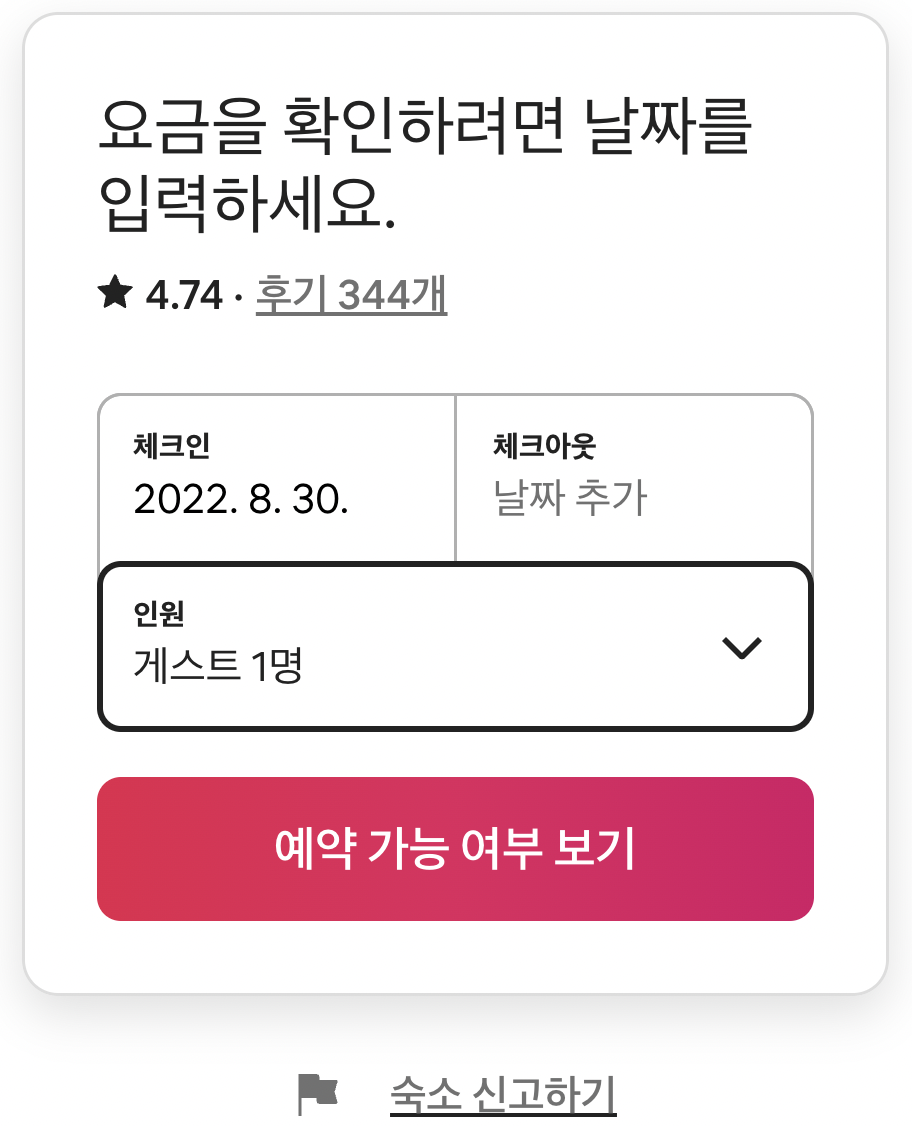 요금을 확인하려면 날짜를
입력하세요.
★ 4.74 · 후기 344개
체크인
2022. 8. 30.
체크아웃
날짜 추가
인원
게스트 1명
예약 가능 여부 보기
숙소 신고하기